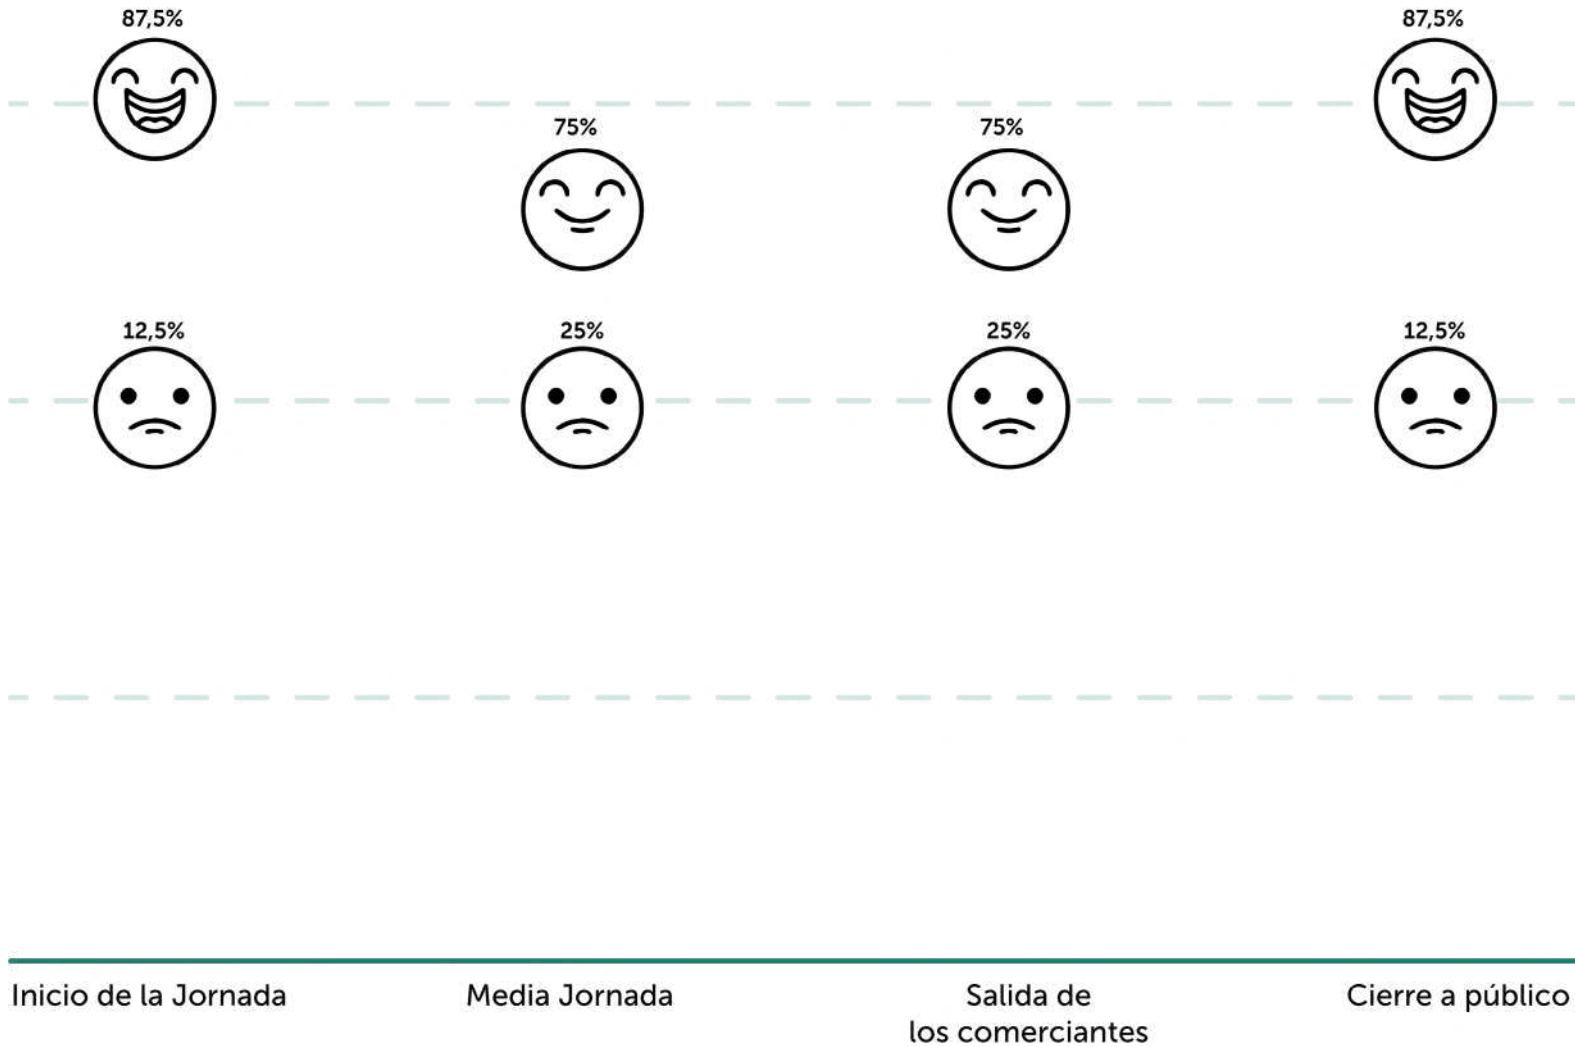 87,5%
87,5%
75%
75%
12,5%
25%
25%
12,5%
Inicio de la Jornada
Media Jornada
Salida de
los comerciantes
Cierre a público